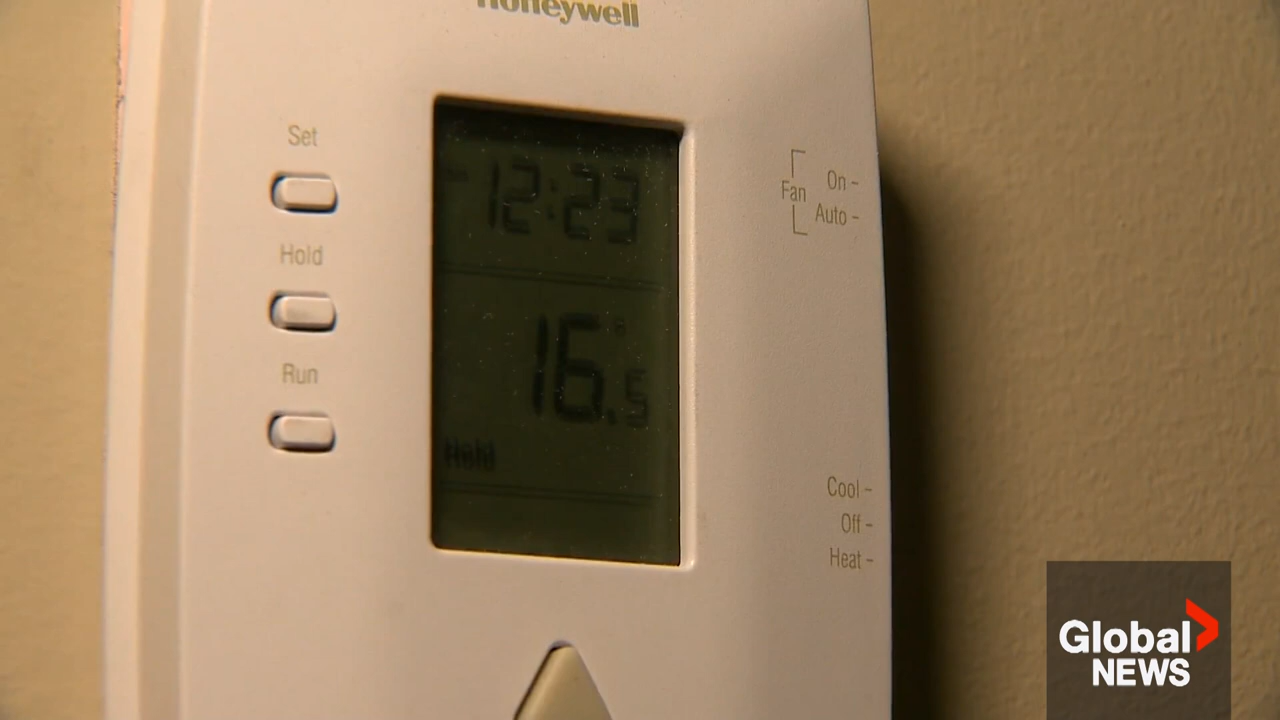 Honeywell
Set
Hold
Run
12:23
16.5°
Hold
Fan
On -
Auto -
Cool -
Off -
Heat -
Global
NEWS